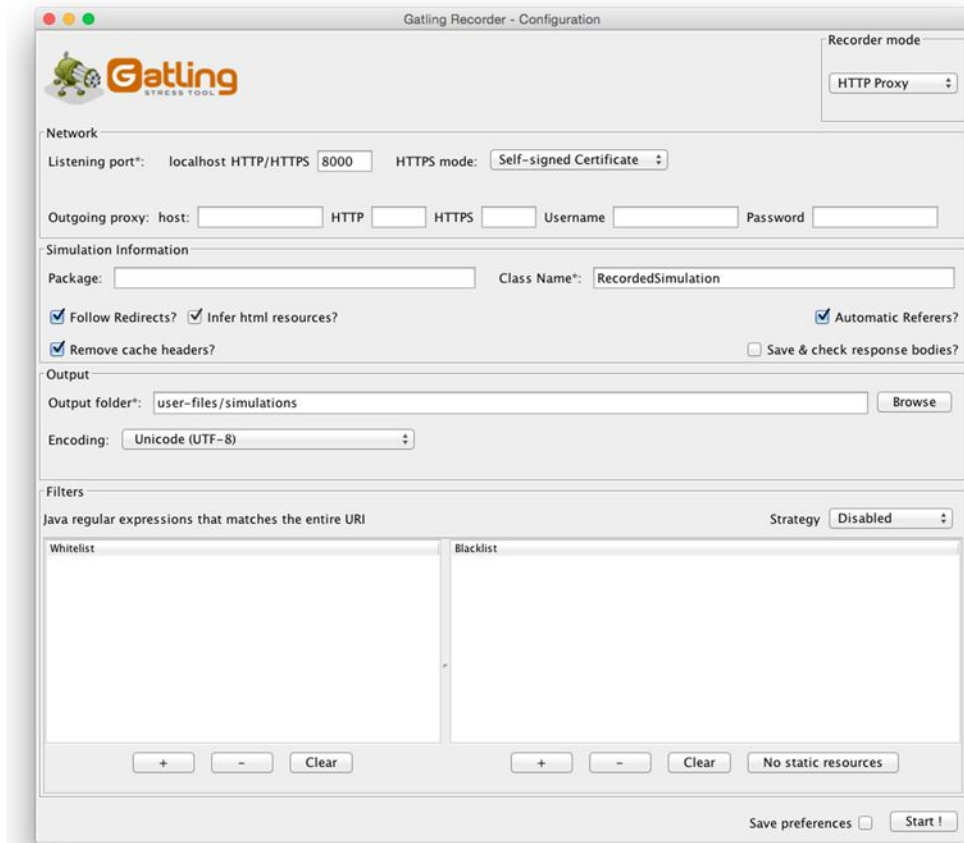 Gatling Recorder - Configuration
Gatling
STRESS TOOL
Recorder mode
HTTP Proxy
Network
Listening port*: localhost HTTP/HTTPS 8000 HTTPS mode: Self-signed Certificate
Outgoing proxy: host: HTTP HTTPS Username Password
Simulation Information
Package: Class Name*: RecordedSimulation
Follow Redirects? Infer html resources? Automatic Referers?
Remove cache headers? Save & check response bodies?
Output
Output folder*: user-files/simulations Browse
Encoding: Unicode (UTF-8)
Filters
Java regular expressions that matches the entire URI Strategy Disabled
Whitelist Blacklist
+ - Clear + - Clear No static resources
Save preferences Start !